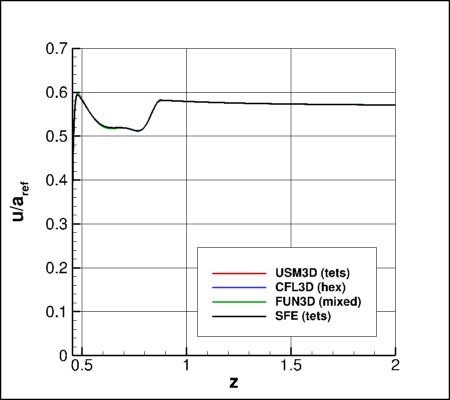 0.7
0.6
0.5
0.4
0.3
0.2
0.1
0
u/a_ref
USM3D (tets)
CFL3D (hex)
FUN3D (mixed)
SFE (tets)
0.5 1 1.5 2
z